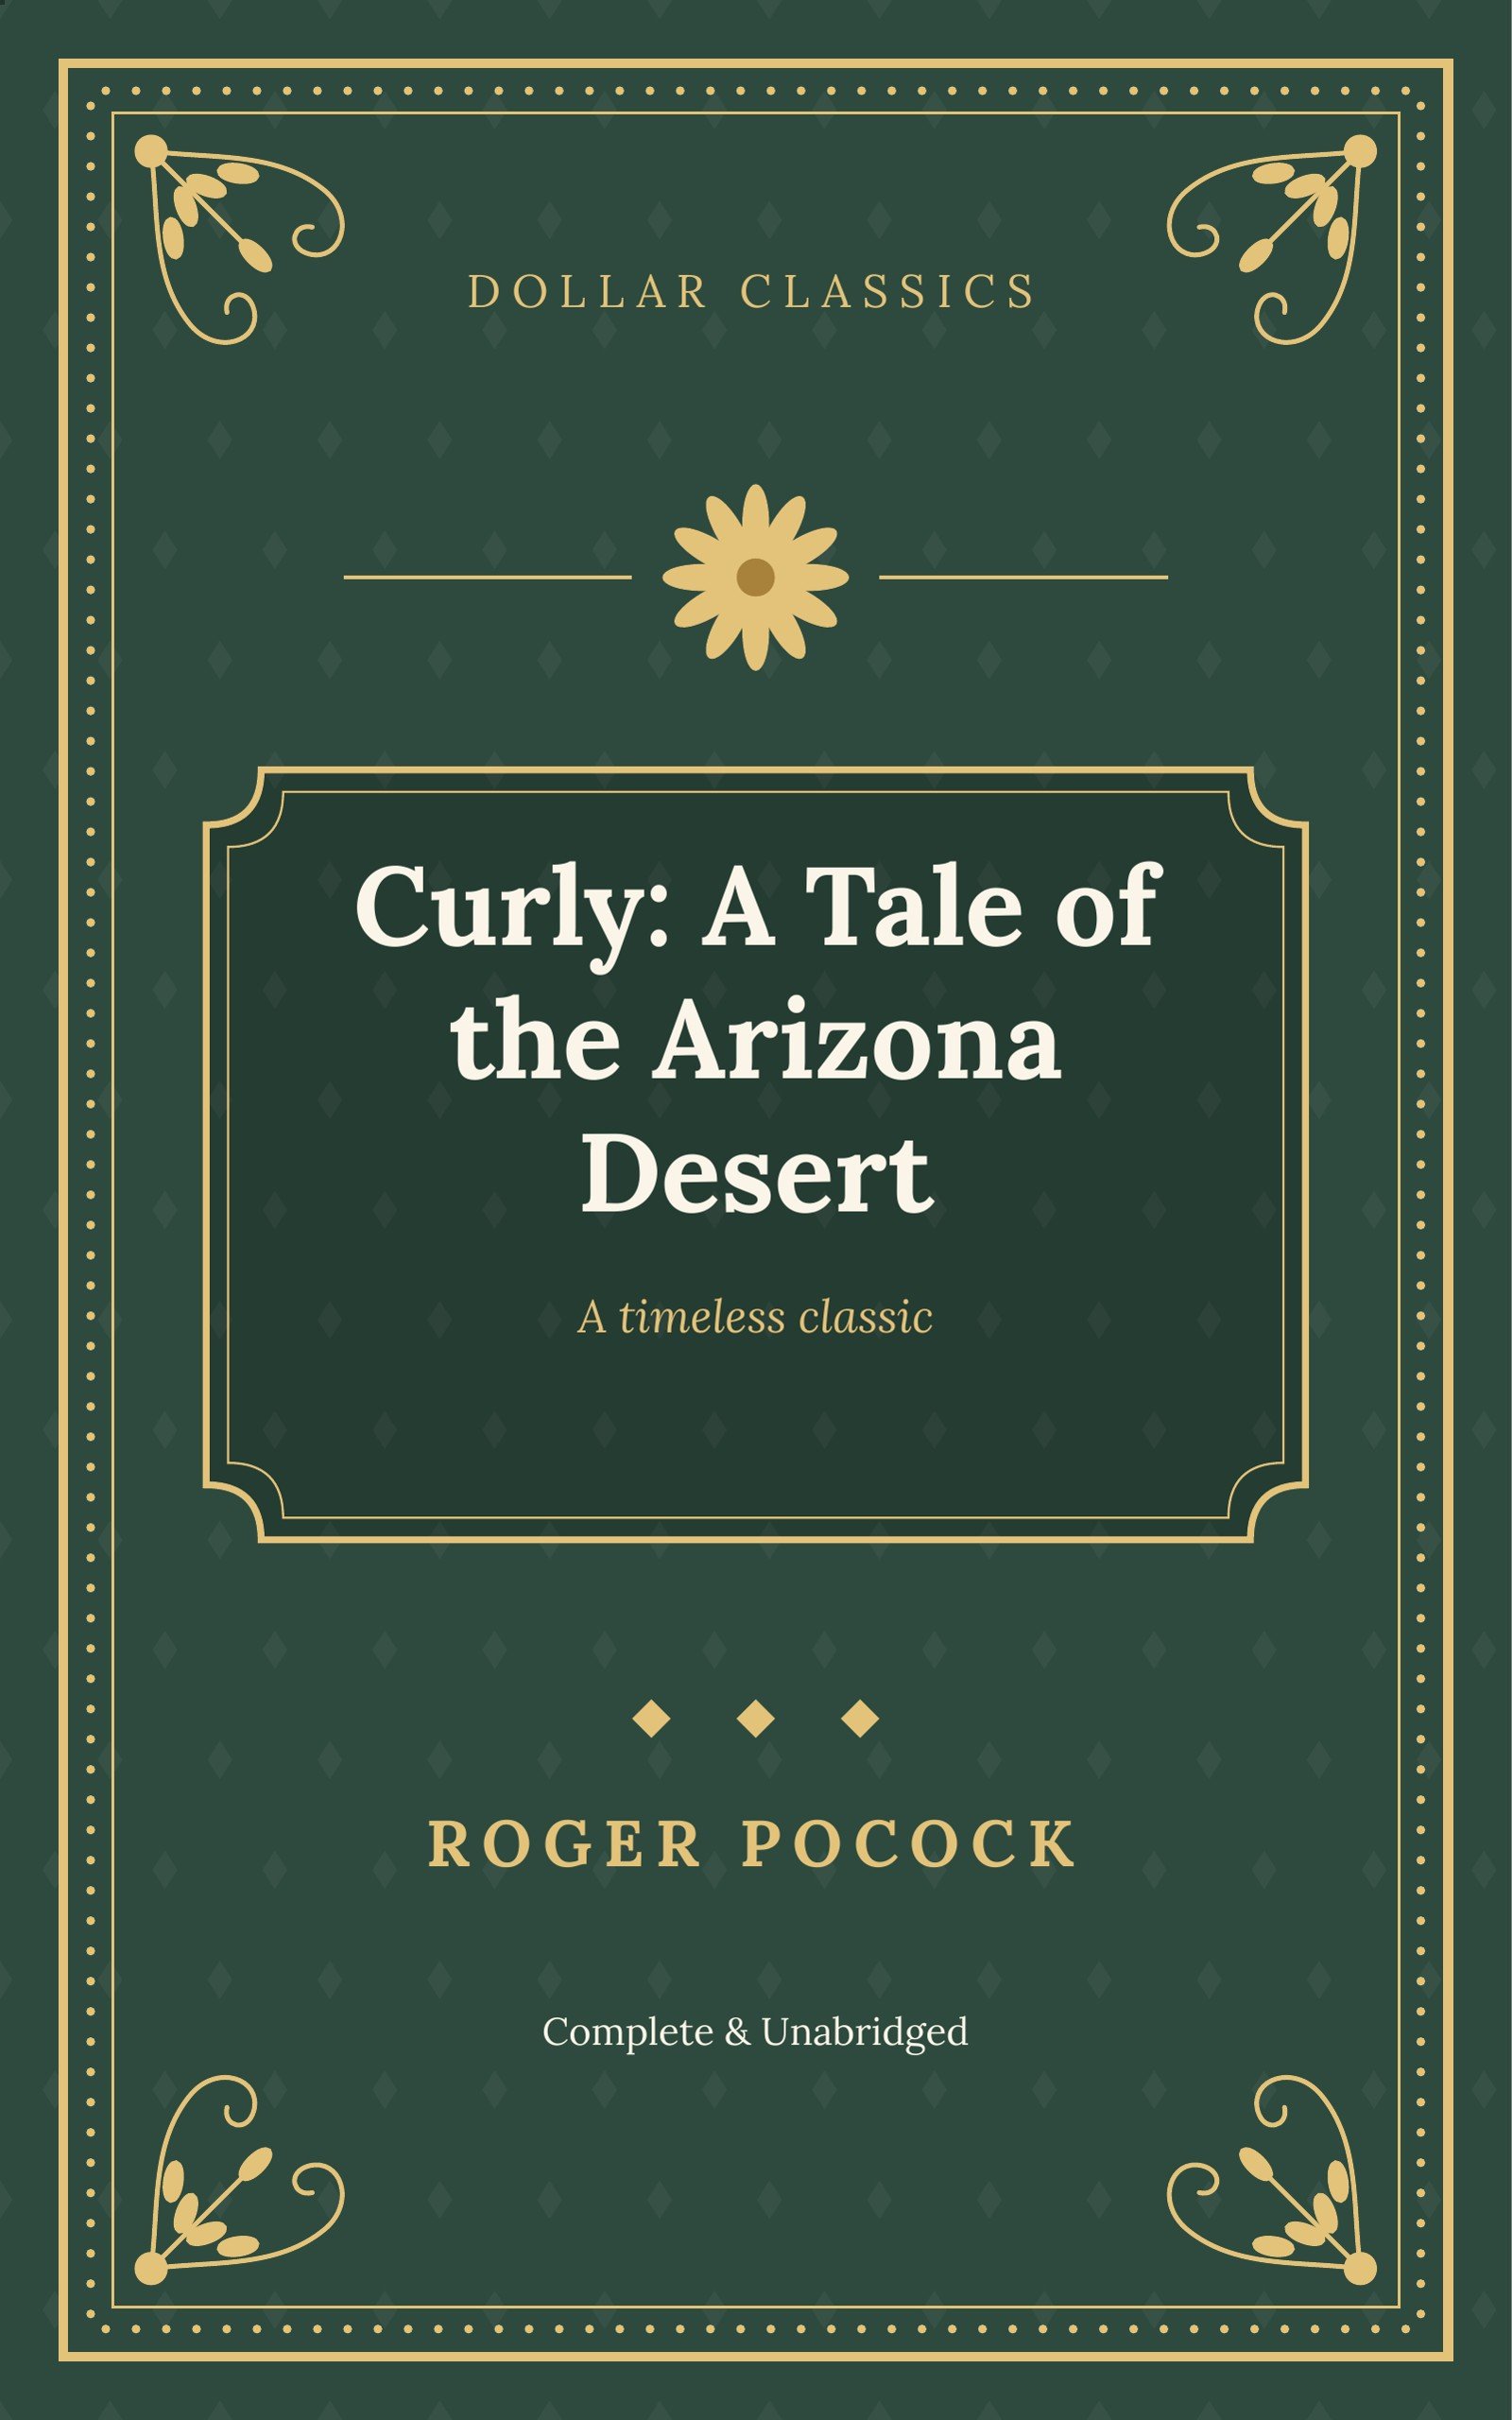 DOLLAR CLASSICS
Curly: A Tale of
the Arizona
Desert
A timeless classic
ROGER POCOCK
Complete & Unabridged